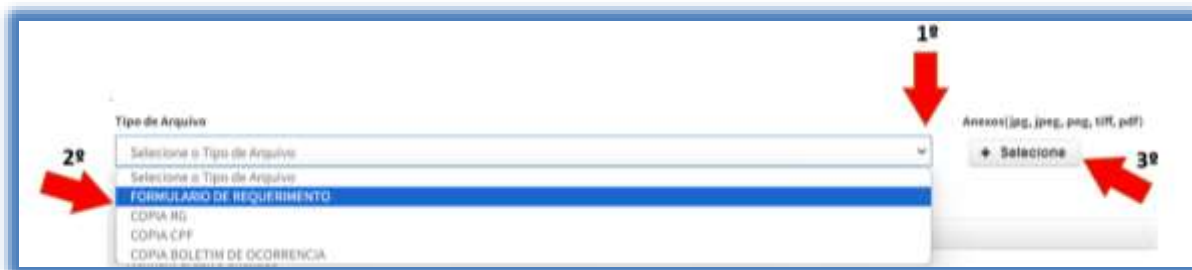 1º
Tipo de Arquivo
Anexos(jpg, jpeg, png, tiff, pdf)
2º
Selecione o Tipo de Arquivo
+ Selecione
3º
Selecione o Tipo de Arquivo
FORMULARIO DE REQUERIMENTO
COPIA RG
COPIA CPF
COPIA BOLETIM DE OCORRENCIA